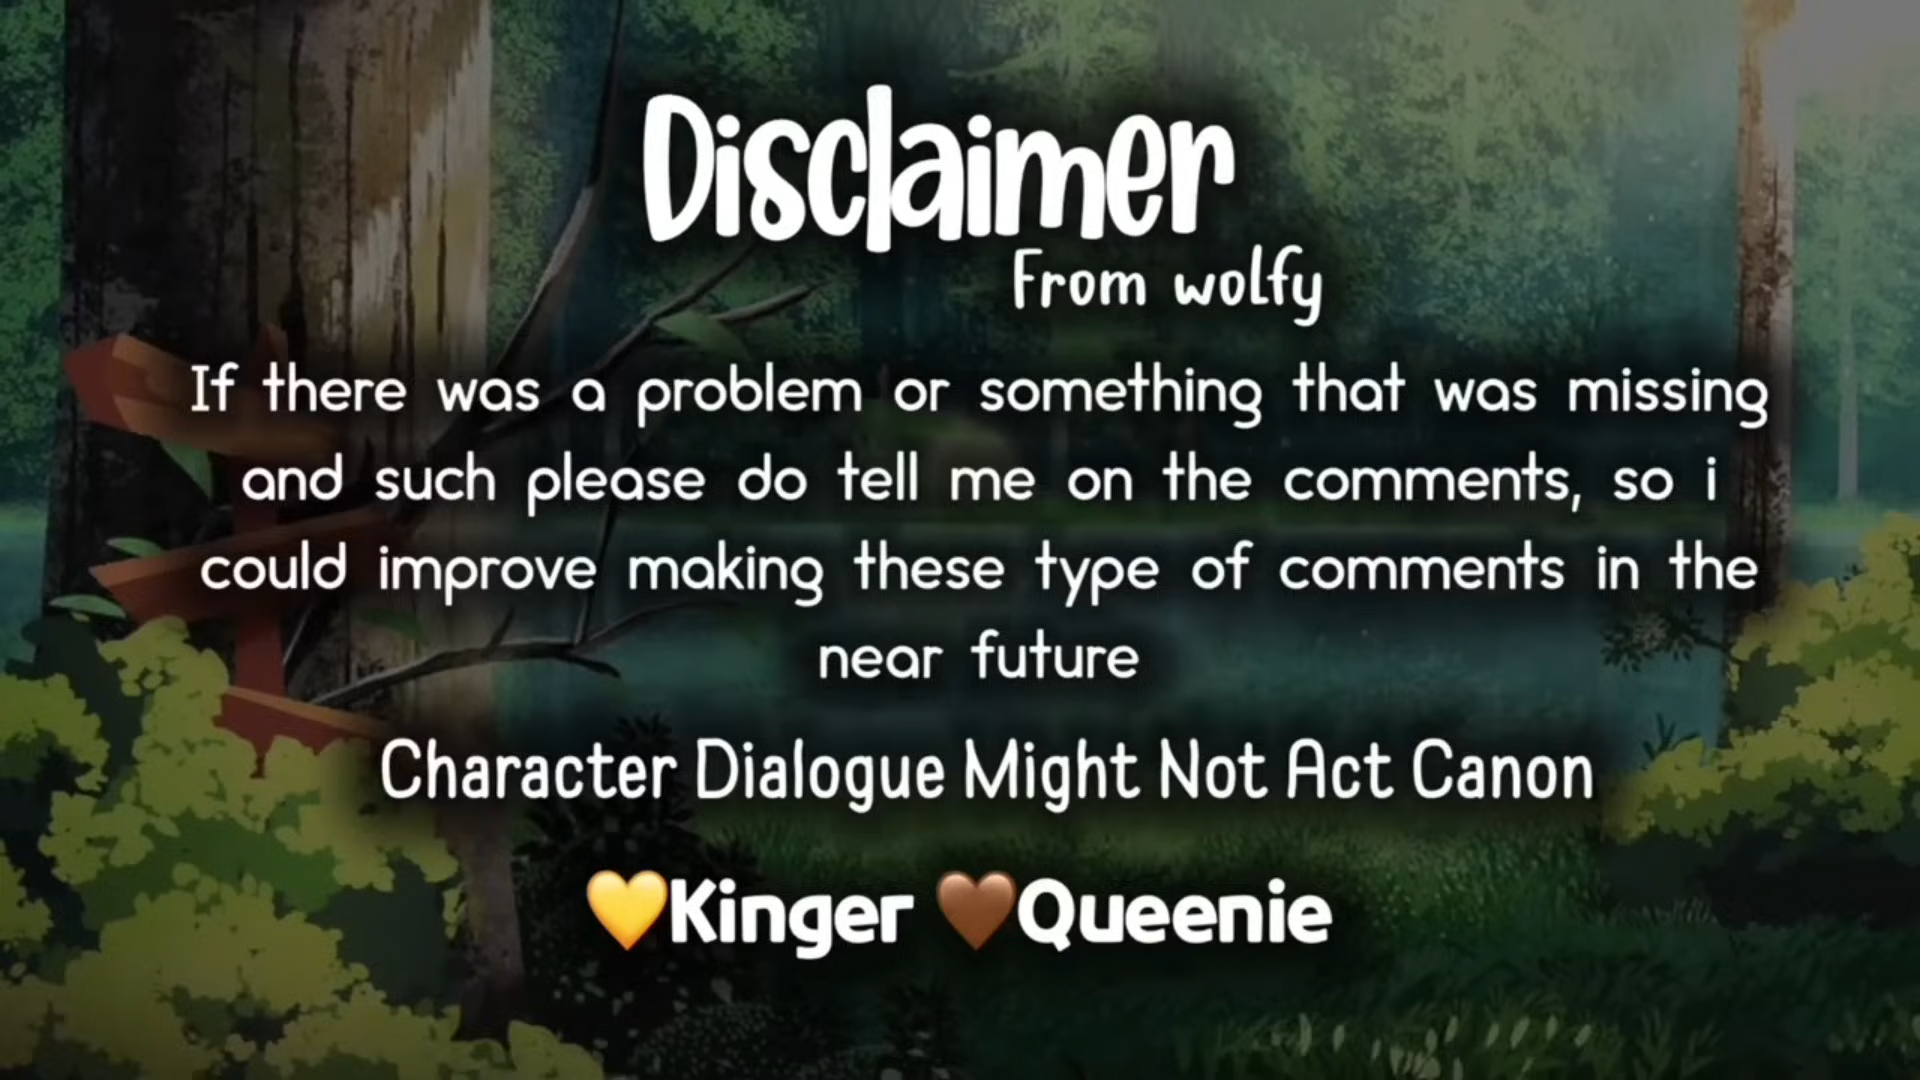 Disclaimer
From wolfy
If there was a problem or something that was missing
and such please do tell me on the comments, so i
could improve making these type of comments in the
near future
Character Dialogue Might Not Act Canon
💛Kinger 🤎Queenie